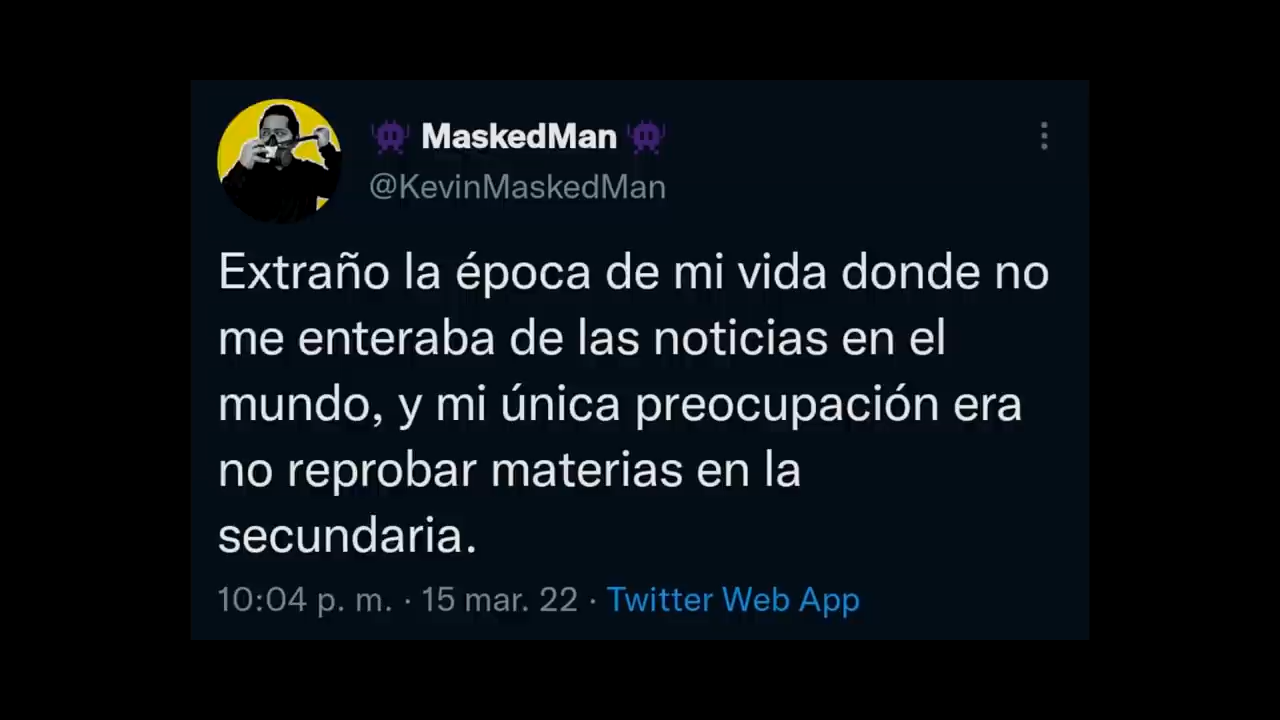 👾 MaskedMan 👾
@KevinMaskedMan
Extraño la época de mi vida donde no
me enteraba de las noticias en el
mundo, y mi única preocupación era
no reprobar materias en la
secundaria.
10:04 p. m. · 15 mar. 22 · Twitter Web App